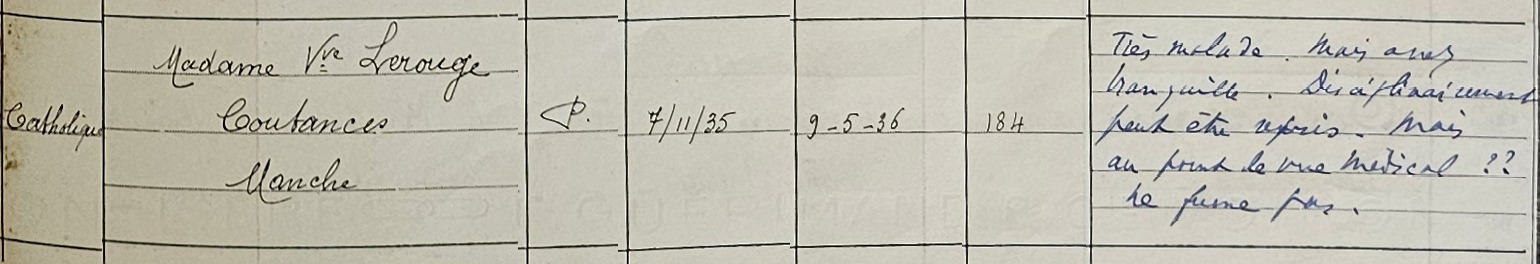 Catholique
Madame Vve Lerouge
Coutances
Manche
P.
7/11/35
9-5-36
184
Très malade. Mais assez
tranquille. Disciplinairement
peut être repris. Mais
au point de vue médical ??
Ne fume pas.